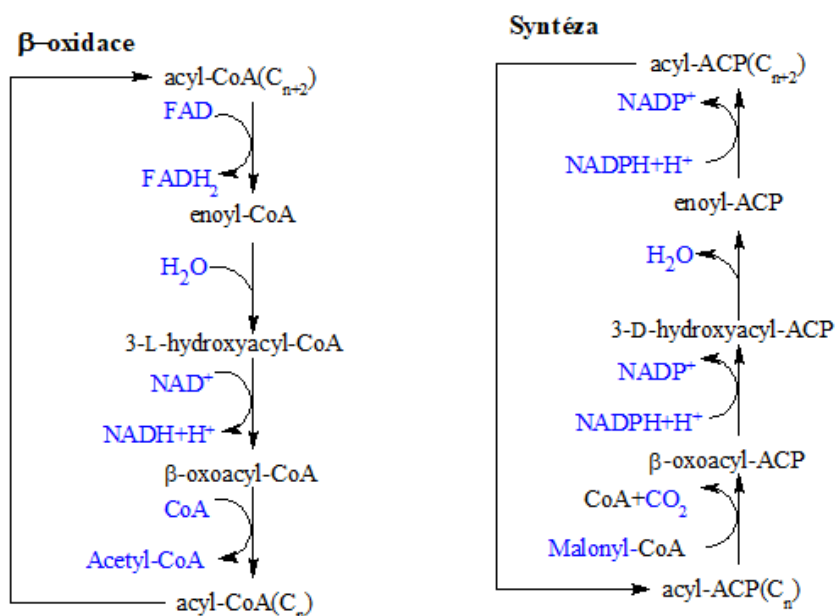 β–oxidace
acyl-CoA(Cn+2)
FAD
FADH2
enoyl-CoA
H2O
3-L-hydroxyacyl-CoA
NAD+
NADH+H+
β-oxoacyl-CoA
CoA
Acetyl-CoA
acyl-CoA(Cn)
Syntéza
acyl-ACP(Cn+2)
NADP+
NADPH+H+
enoyl-ACP
H2O
3-D-hydroxyacyl-ACP
NADP+
NADPH+H+
β-oxoacyl-ACP
CoA+CO2
Malonyl-CoA
acyl-ACP(Cn)